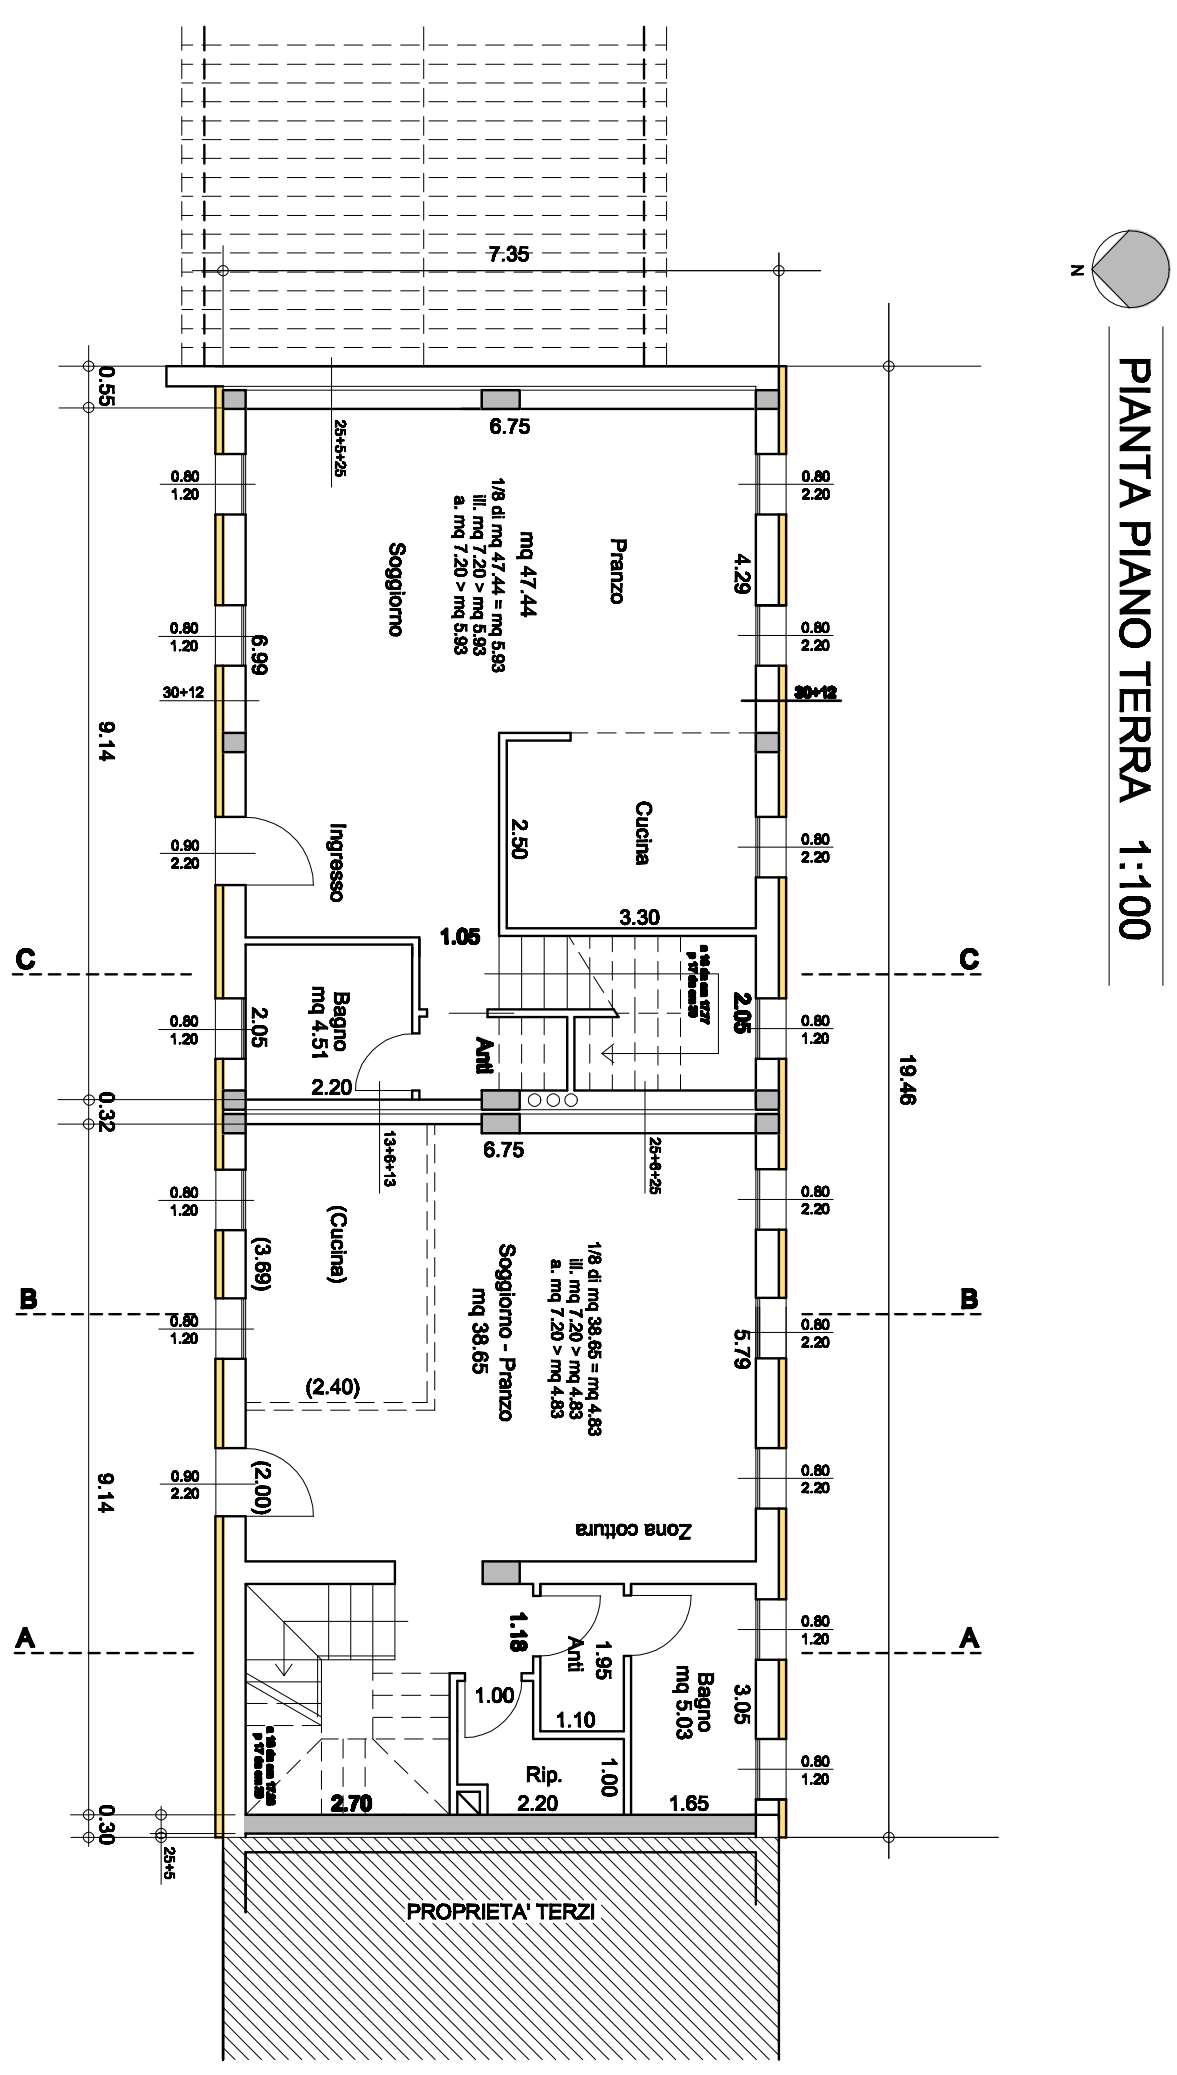 PIANTA PIANO TERRA 1:100
N
7.35
0.55
6.75
25+5+25
0.80
1.20
0.80
2.20
1/8 di mq 47.44 = mq 5.93
ill. mq 7.20 > mq 5.93
a. mq 7.20 > mq 5.93
mq 47.44
Pranzo
Soggiorno
4.29
0.80
1.20
6.99
0.80
2.20
30+12
30+12
9.14
Cucina
2.50
3.30
0.80
2.20
Ingresso
0.90
2.20
1.05
C
C
Bagno
mq 4.51
2.05
2.20
0.80
1.20
Anti
2.05
0.80
1.20
19.46
0.32
13+6+13
6.75
25+6+25
0.80
1.20
0.80
2.20
(Cucina)
(3.69)
(2.40)
Soggiorno - Pranzo
mq 38.65
1/8 di mq 38.65 = mq 4.83
ill. mq 7.20 > mq 4.83
a. mq 7.20 > mq 4.83
B
B
0.80
1.20
5.79
0.80
2.20
9.14
0.90
2.20
(2.00)
0.80
2.20
Zona cottura
A
A
1.18
Anti
1.95
1.10
0.80
1.20
Bagno
mq 5.03
3.05
1.00
Rip.
1.00
2.20
1.65
0.80
1.20
2.70
0.30
25+5
PROPRIETA' TERZI